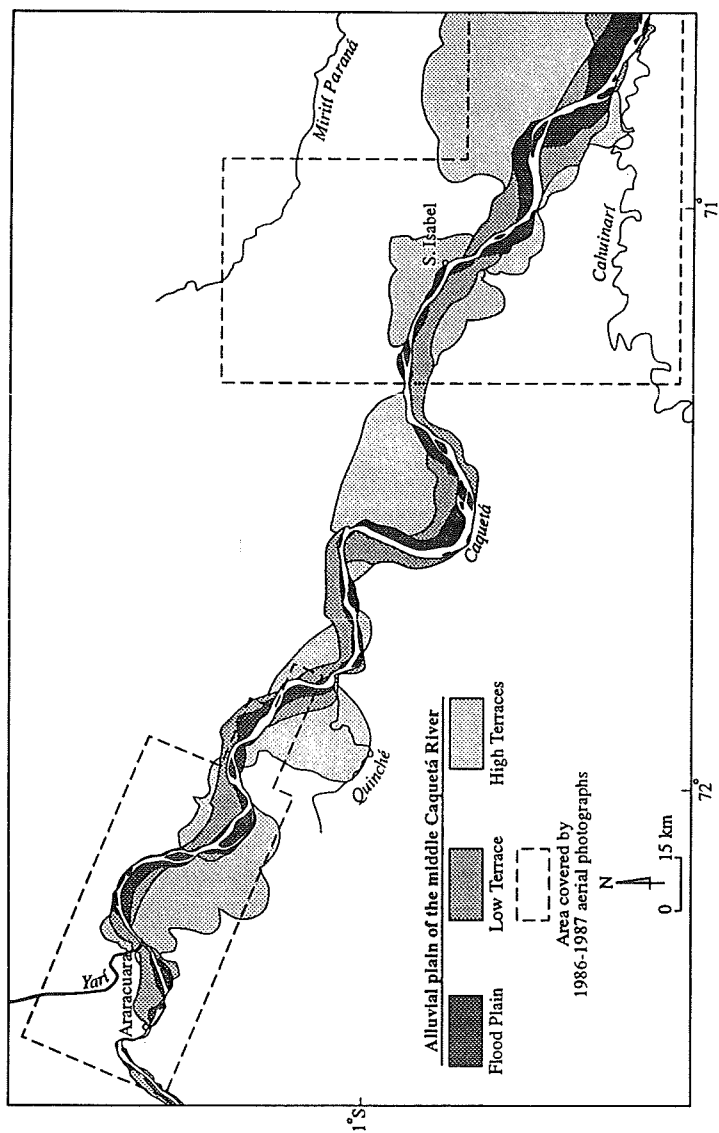 Miriti Paraná
S. Isabel
Cahuinarí
Caquetá
Quinché
Yarí
Araracuara
Alluvial plain of the middle Caquetá River
Flood Plain
Low Terrace
High Terraces
Area covered by
1986-1987 aerial photographs
N
0 15 km
1°S
72°
71°